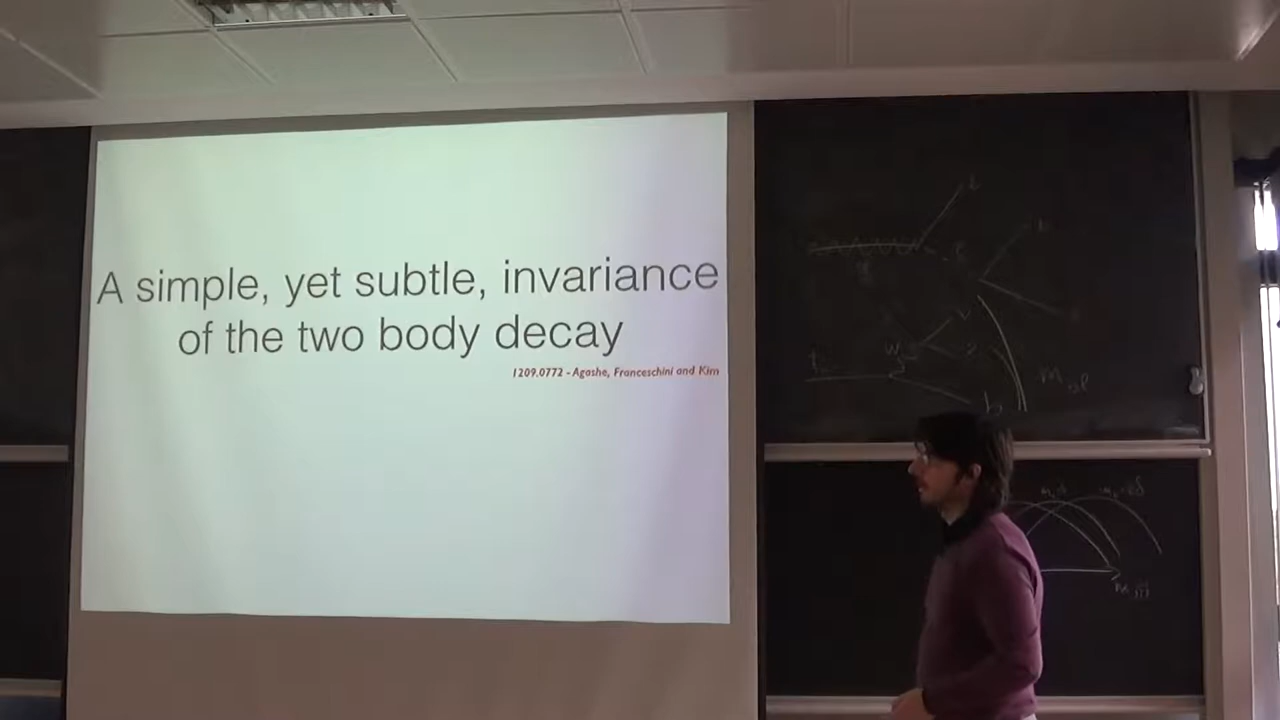 A simple, yet subtle, invariance
of the two body decay
1209.0772 - Agashe, Franceschini and Kim
t
W
b